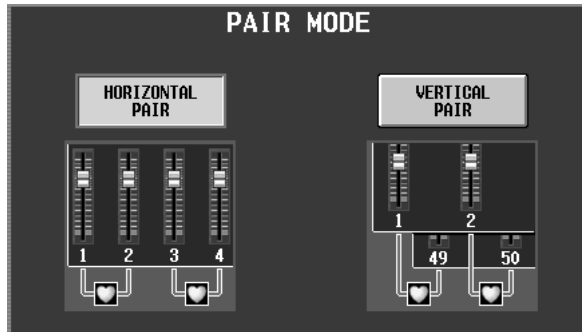 PAIR MODE
HORIZONTAL
PAIR
VERTICAL
PAIR
1 2 3 4
1 2
49 50